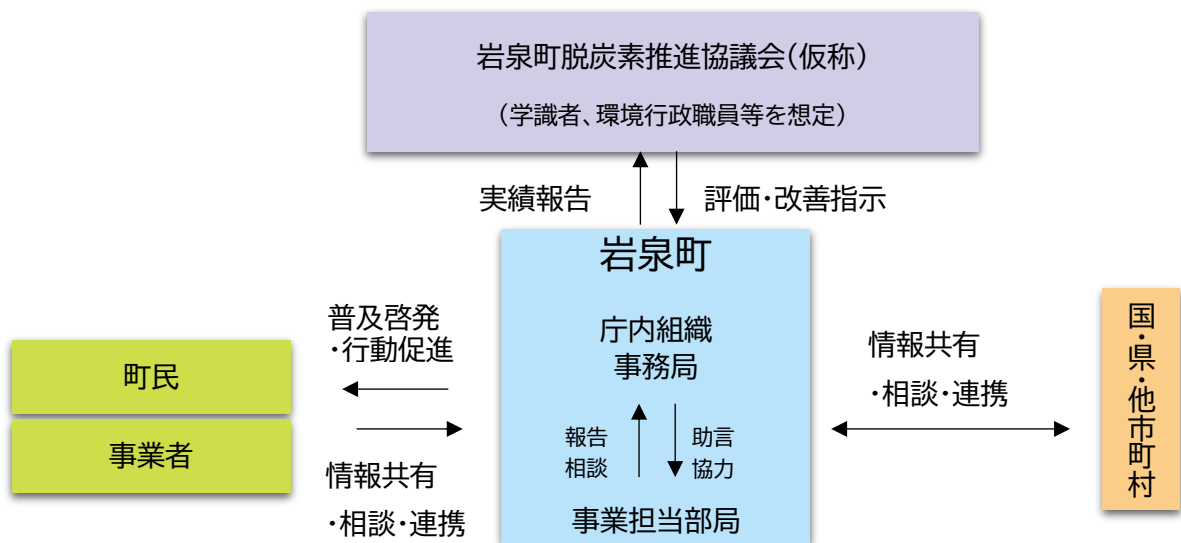 岩泉町脱炭素推進協議会(仮称)
(学識者、環境行政職員等を想定)
実績報告
評価・改善指示
岩泉町
庁内組織
事務局
報告
相談
助言
協力
事業担当部局
普及啓発
・行動促進
町民
事業者
情報共有
・相談・連携
情報共有
・相談・連携
国・県・他市町村